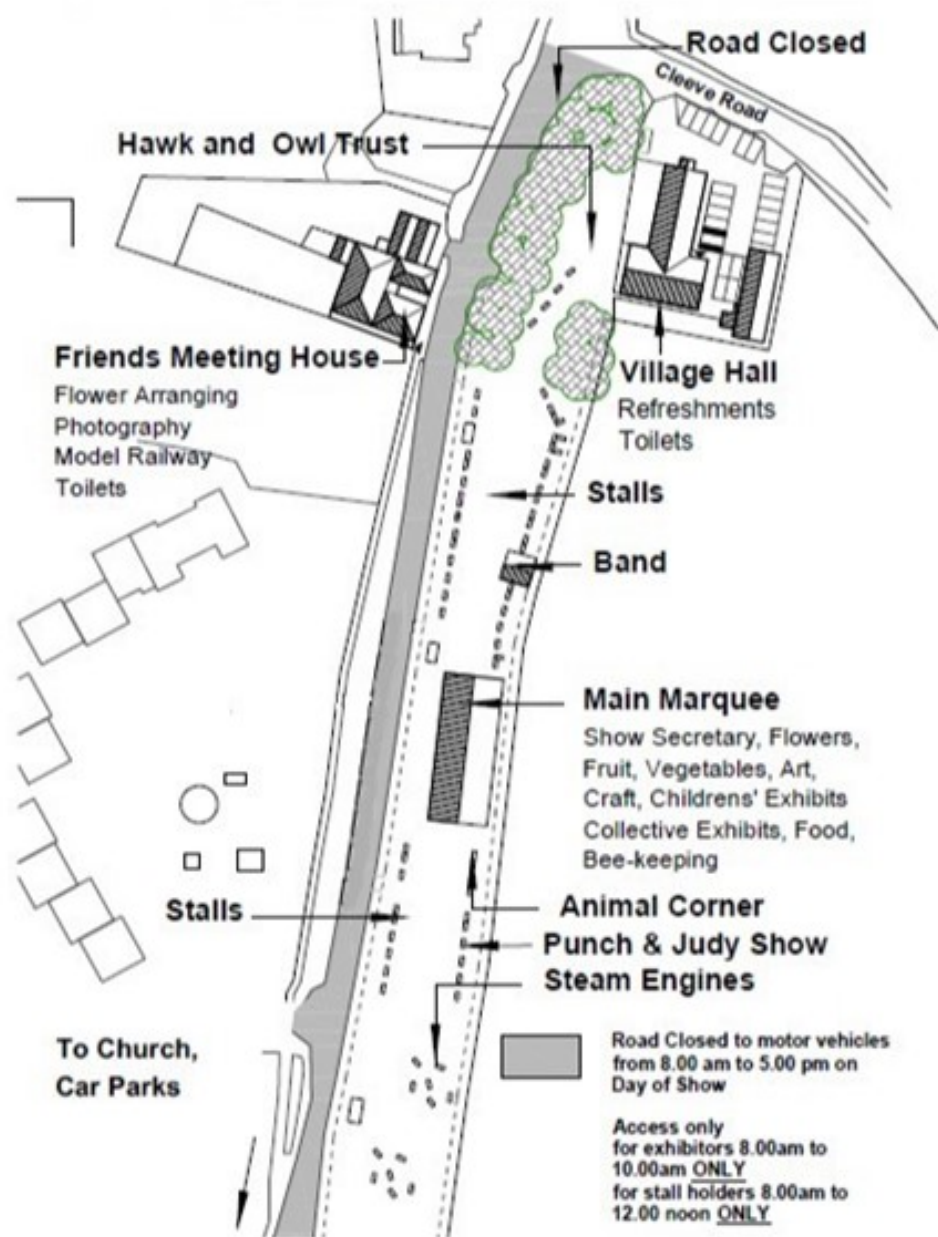 Road Closed
Cleeve Road
Hawk and Owl Trust
Friends Meeting House
Flower Arranging
Photography
Model Railway
Toilets
Village Hall
Refreshments
Toilets
Stalls
Band
Main Marquee
Show Secretary, Flowers,
Fruit, Vegetables, Art,
Craft, Childrens' Exhibits
Collective Exhibits, Food,
Bee-keeping
Stalls
Animal Corner
Punch & Judy Show
Steam Engines
To Church,
Car Parks
Road Closed to motor vehicles
from 8.00 am to 5.00 pm on
Day of Show
Access only
for exhibitors 8.00am to
10.00am ONLY
for stall holders 8.00am to
12.00 noon ONLY